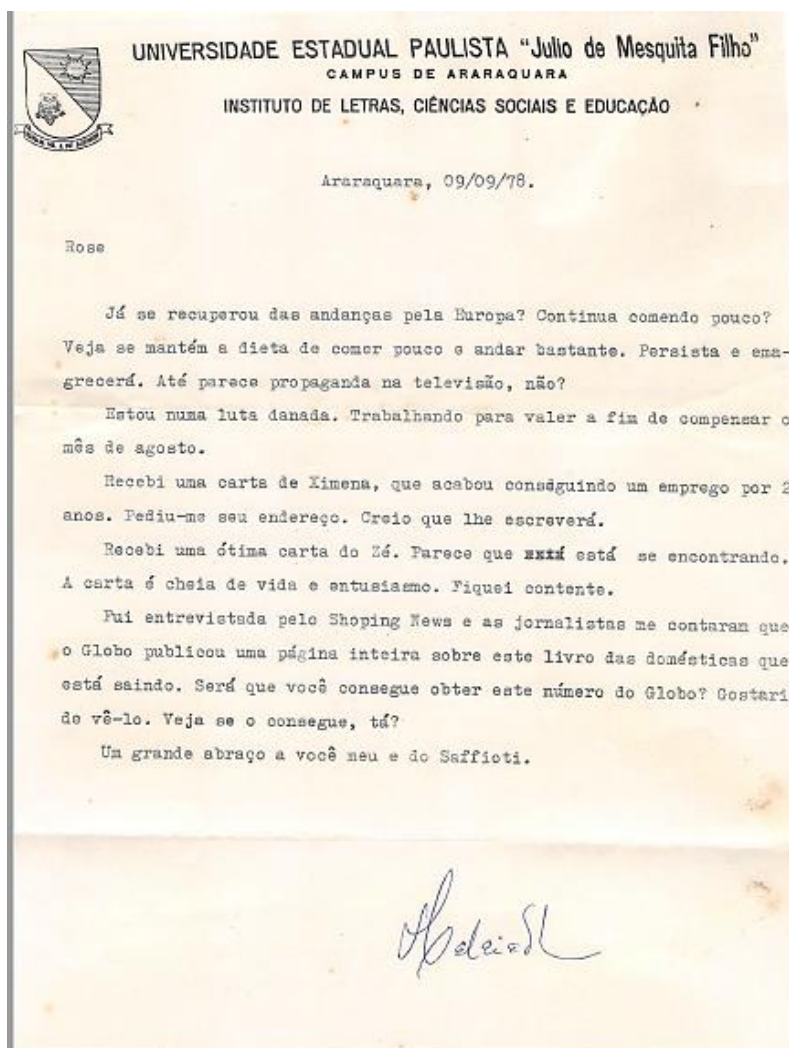 UNIVERSIDADE ESTADUAL PAULISTA “Julio de Mesquita Filho”
CAMPUS DE ARARAQUARA
INSTITUTO DE LETRAS, CIÊNCIAS SOCIAIS E EDUCAÇÃO
Araraquara, 09/09/78.
Rose
Já se recuperou das andanças pela Europa? Continua comendo pouco?
Veja se mantém a dieta de comer pouco e andar bastante. Persista e ema-
grecerá. Até parece propaganda na televisão, não?
Estou numa luta danada. Trabalhando para valer a fim de compensar o
mês de agosto.
Recebi uma carta de Ximena, que acabou conseguindo um emprego por 2
anos. Pediu-me seu endereço. Creio que lhe escreverá.
Recebi uma ótima carta do Zé. Parece que está se encontrando.
A carta é cheia de vida e entusiasmo. Fiquei contente.
Fui entrevistada pelo Shoping News e as jornalistas me contaram que
o Globo publicou uma página inteira sobre este livro das domésticas que
está saindo. Será que você consegue obter este número do Globo? Gostari
de vê-lo. Veja se o consegue, tá?
Um grande abraço a você meu e do Saffioti.